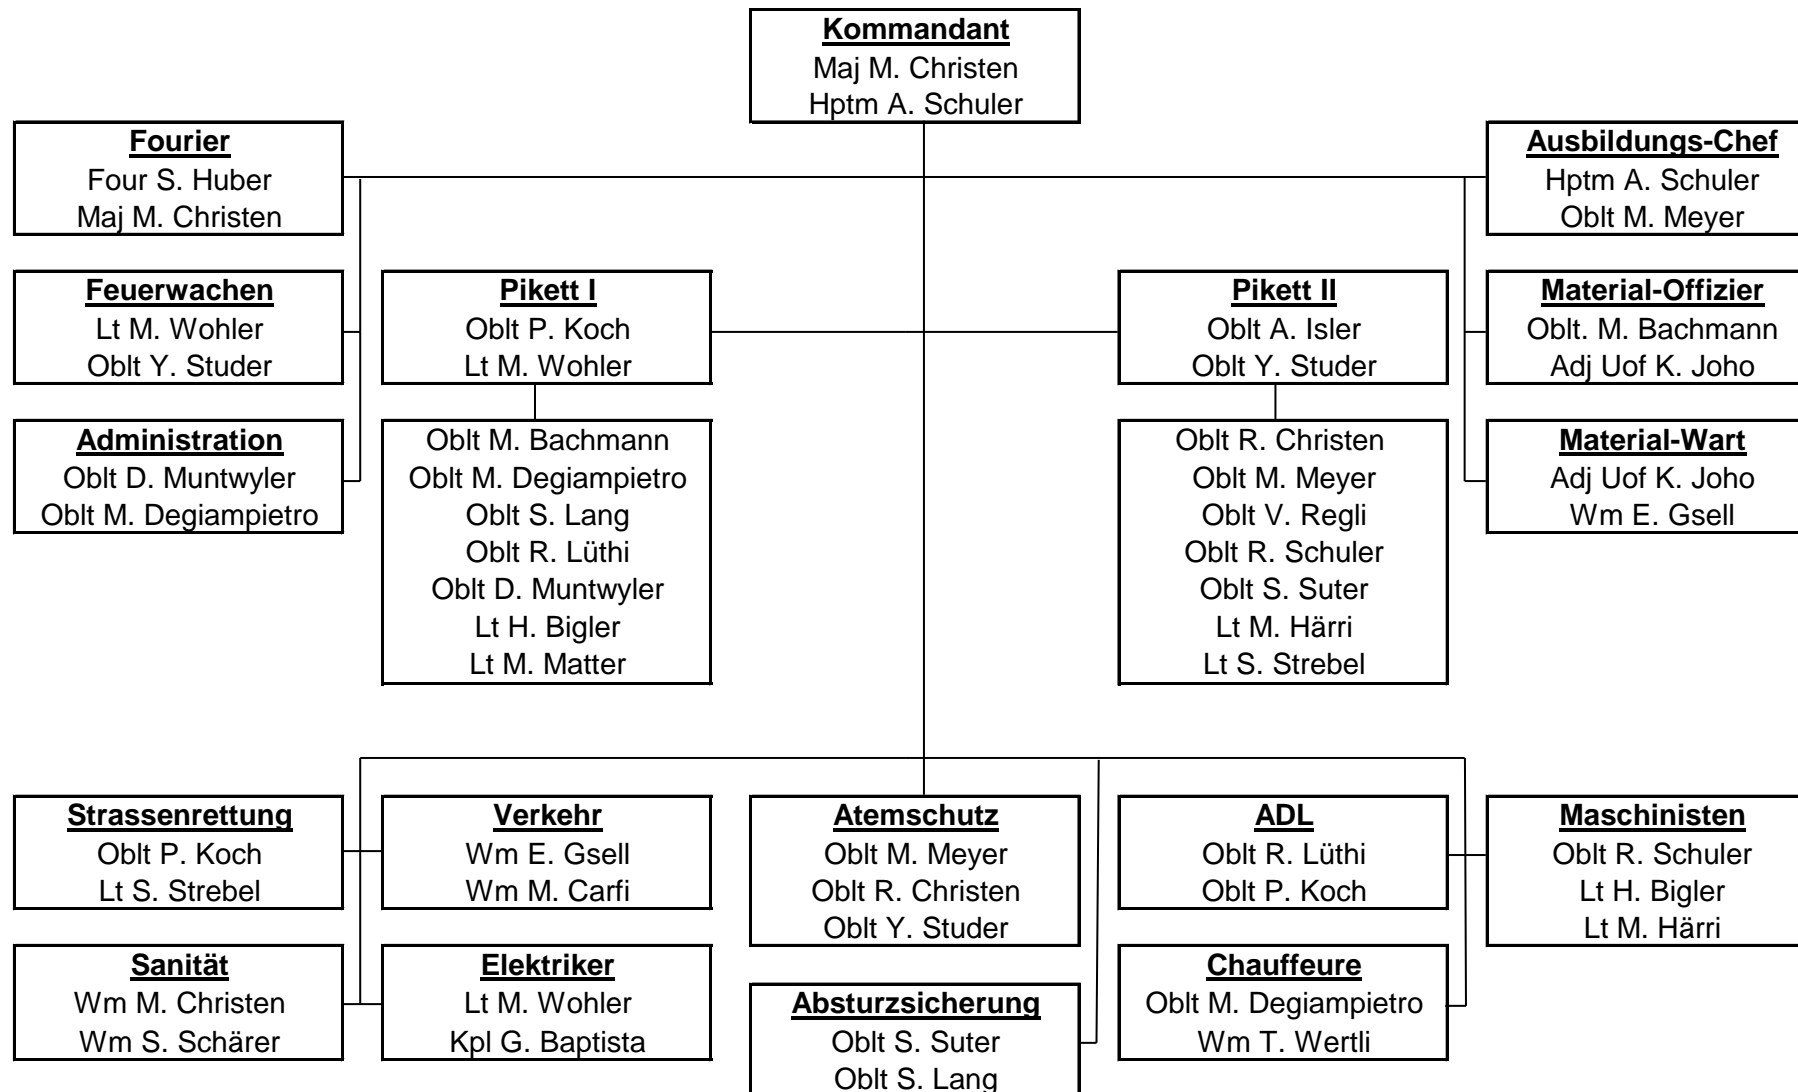 Kommandant
Maj M. Christen
Hptm A. Schuler
Fourier
Four S. Huber
Maj M. Christen
Ausbildungs-Chef
Hptm A. Schuler
Oblt M. Meyer
Feuerwachen
Lt M. Wohler
Oblt Y. Studer
Pikett I
Oblt P. Koch
Lt M. Wohler
Pikett II
Oblt A. Isler
Oblt Y. Studer
Material-Offizier
Oblt. M. Bachmann
Adj Uof K. Joho
Administration
Oblt D. Muntwyler
Oblt M. Degiampietro
Oblt M. Bachmann
Oblt M. Degiampietro
Oblt S. Lang
Oblt R. Lüthi
Oblt D. Muntwyler
Lt H. Bigler
Lt M. Matter
Oblt R. Christen
Oblt M. Meyer
Oblt V. Regli
Oblt R. Schuler
Oblt S. Suter
Lt M. Härri
Lt S. Strebel
Material-Wart
Adj Uof K. Joho
Wm E. Gsell
Strassenrettung
Oblt P. Koch
Lt S. Strebel
Verkehr
Wm E. Gsell
Wm M. Carfi
Atemschutz
Oblt M. Meyer
Oblt R. Christen
Oblt Y. Studer
ADL
Oblt R. Lüthi
Oblt P. Koch
Maschinisten
Oblt R. Schuler
Lt H. Bigler
Lt M. Härri
Sanität
Wm M. Christen
Wm S. Schärer
Elektriker
Lt M. Wohler
Kpl G. Baptista
Absturzsicherung
Oblt S. Suter
Oblt S. Lang
Chauffeure
Oblt M. Degiampietro
Wm T. Wertli